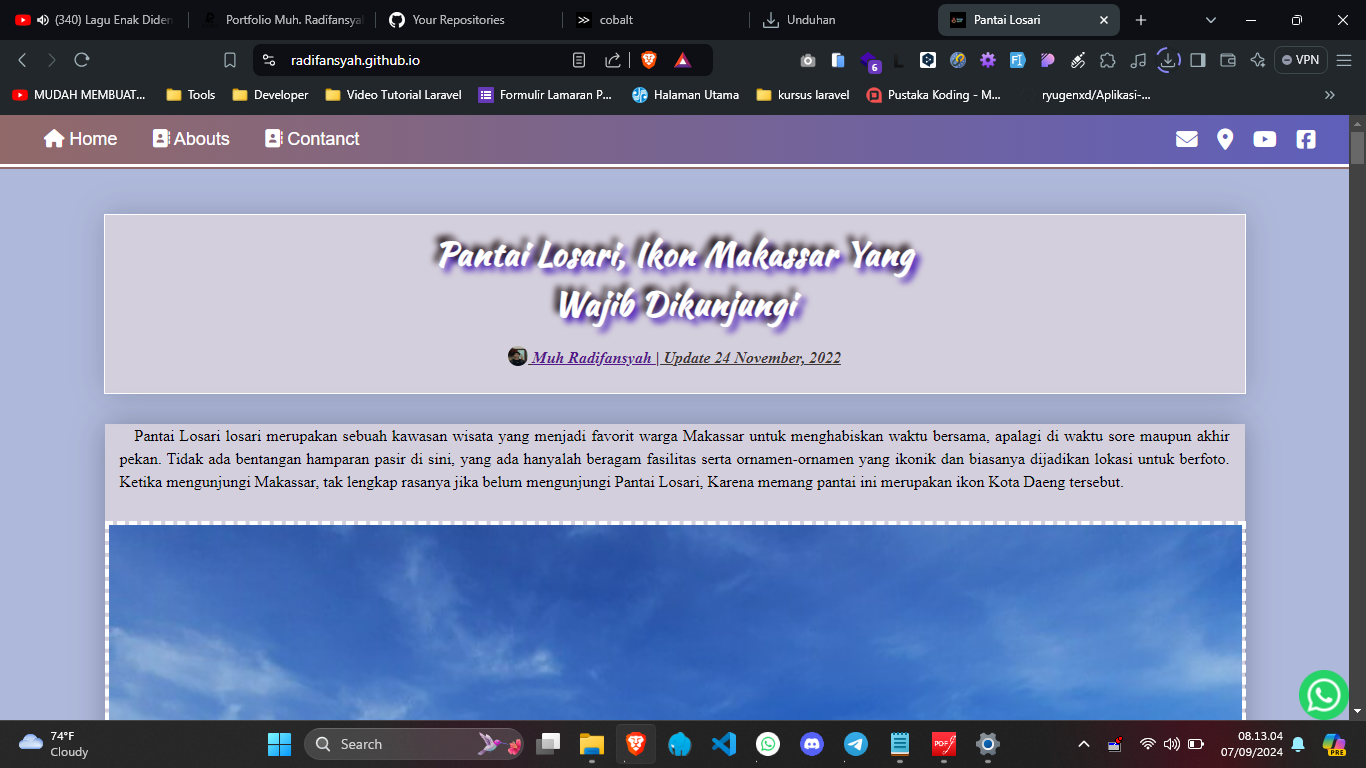 (340) Lagu Enak Diden
Portfolio Muh. Radifansya
Your Repositories
cobalt
Unduhan
Pantai Losari
radifansyah.github.io
6
VPN
MUDAH MEMBUAT...
Tools
Developer
Video Tutorial Laravel
Formulir Lamaran P...
Halaman Utama
kursus laravel
Pustaka Koding - M...
ryugenxd/Aplikasi-...
Home
Abouts
Contanct
Pantai Losari, Ikon Makassar Yang
Wajib Dikunjungi
Muh Radifansyah | Update 24 November, 2022
Pantai Losari losari merupakan sebuah kawasan wisata yang menjadi favorit warga Makassar untuk menghabiskan waktu bersama, apalagi di waktu sore maupun akhir
pekan. Tidak ada bentangan hamparan pasir di sini, yang ada hanyalah beragam fasilitas serta ornamen-ornamen yang ikonik dan biasanya dijadikan lokasi untuk berfoto.
Ketika mengunjungi Makassar, tak lengkap rasanya jika belum mengunjungi Pantai Losari, Karena memang pantai ini merupakan ikon Kota Daeng tersebut.
74°F
Cloudy
Search
PDF
08.13.04
07/09/2024
PRE